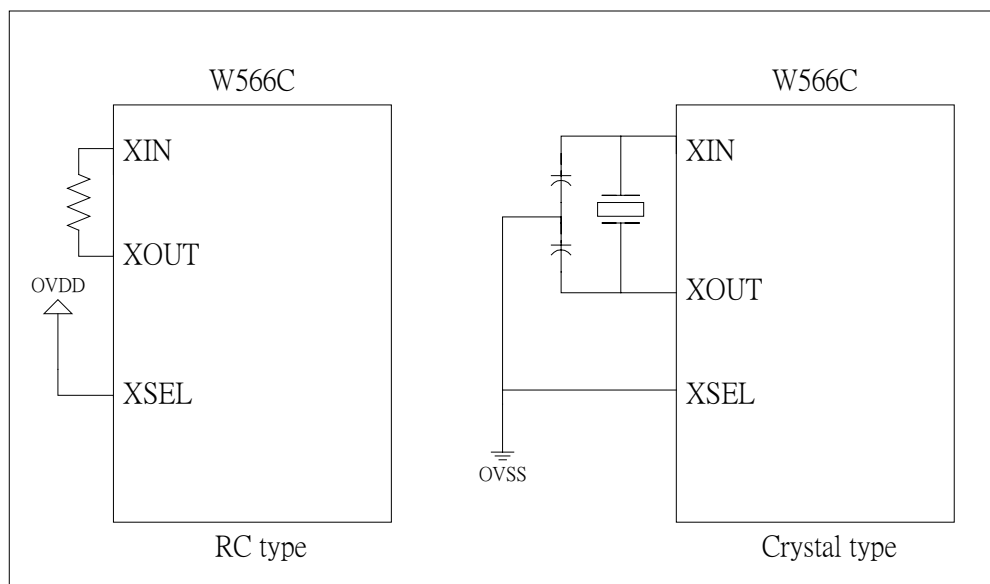 W566C
XIN
XOUT
OVDD
XSEL
RC type
W566C
XIN
XOUT
XSEL
OVSS
Crystal type